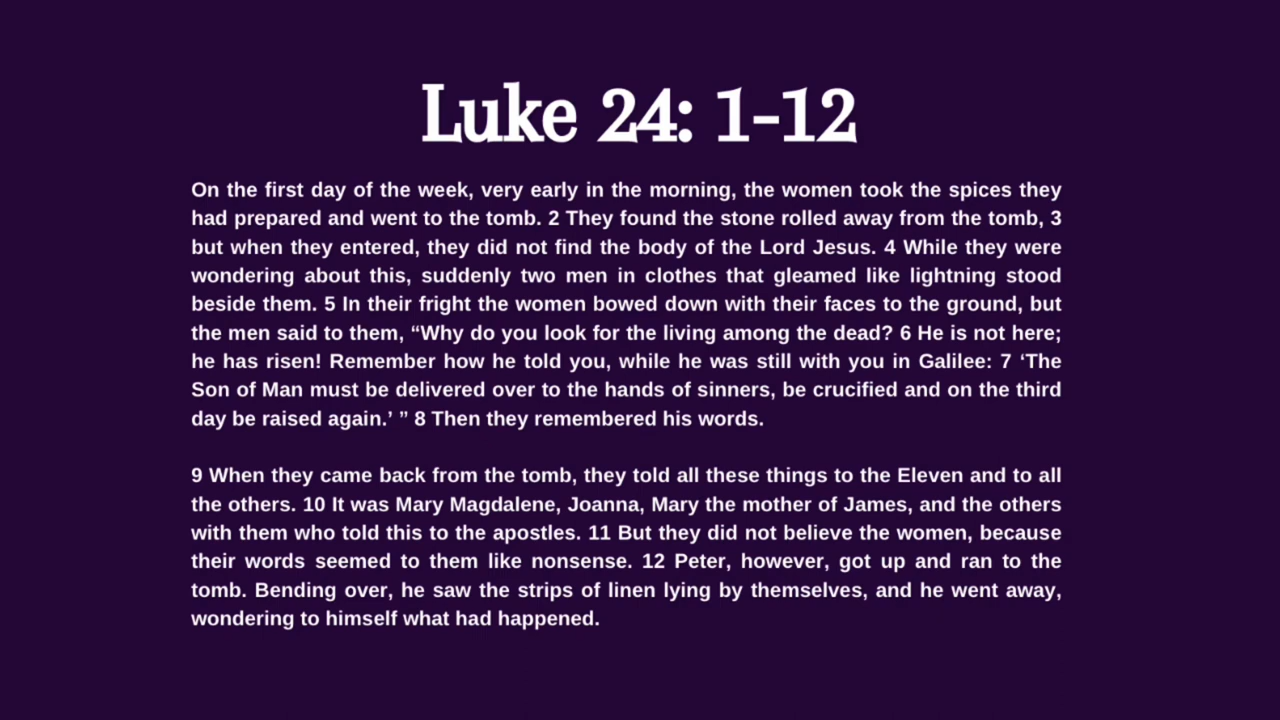 Luke 24: 1-12
On the first day of the week, very early in the morning, the women took the spices they
had prepared and went to the tomb. 2 They found the stone rolled away from the tomb, 3
but when they entered, they did not find the body of the Lord Jesus. 4 While they were
wondering about this, suddenly two men in clothes that gleamed like lightning stood
beside them. 5 In their fright the women bowed down with their faces to the ground, but
the men said to them, “Why do you look for the living among the dead? 6 He is not here;
he has risen! Remember how he told you, while he was still with you in Galilee: 7 ‘The
Son of Man must be delivered over to the hands of sinners, be crucified and on the third
day be raised again.’ ” 8 Then they remembered his words.
9 When they came back from the tomb, they told all these things to the Eleven and to all
the others. 10 It was Mary Magdalene, Joanna, Mary the mother of James, and the others
with them who told this to the apostles. 11 But they did not believe the women, because
their words seemed to them like nonsense. 12 Peter, however, got up and ran to the
tomb. Bending over, he saw the strips of linen lying by themselves, and he went away,
wondering to himself what had happened.